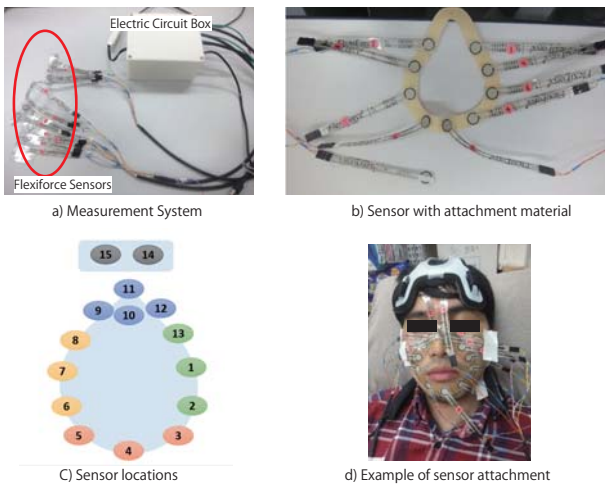 Electric Circuit Box
Flexiforce Sensors
a) Measurement System
b) Sensor with attachment material
15 14
11
9 10 12
8 13
7 1
6 2
5 3
4
C) Sensor locations
d) Example of sensor attachment